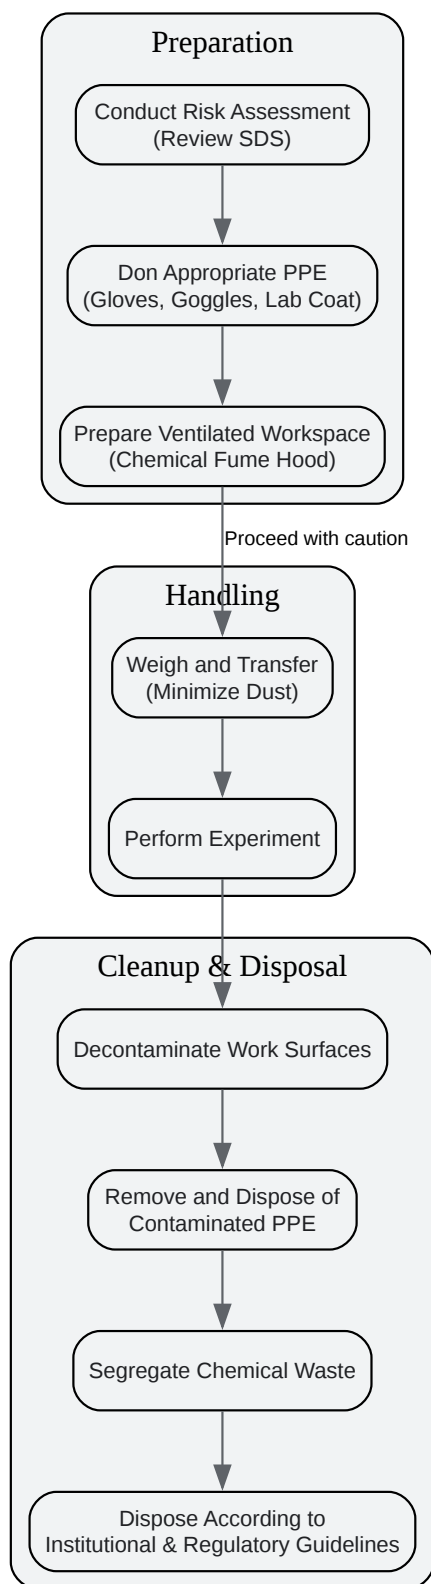 Preparation
Conduct Risk Assessment
(Review SDS)
Don Appropriate PPE
(Gloves, Goggles, Lab Coat)
Prepare Ventilated Workspace
(Chemical Fume Hood)
Proceed with caution
Handling
Weigh and Transfer
(Minimize Dust)
Perform Experiment
Cleanup & Disposal
Decontaminate Work Surfaces
Remove and Dispose of
Contaminated PPE
Segregate Chemical Waste
Dispose According to
Institutional & Regulatory Guidelines